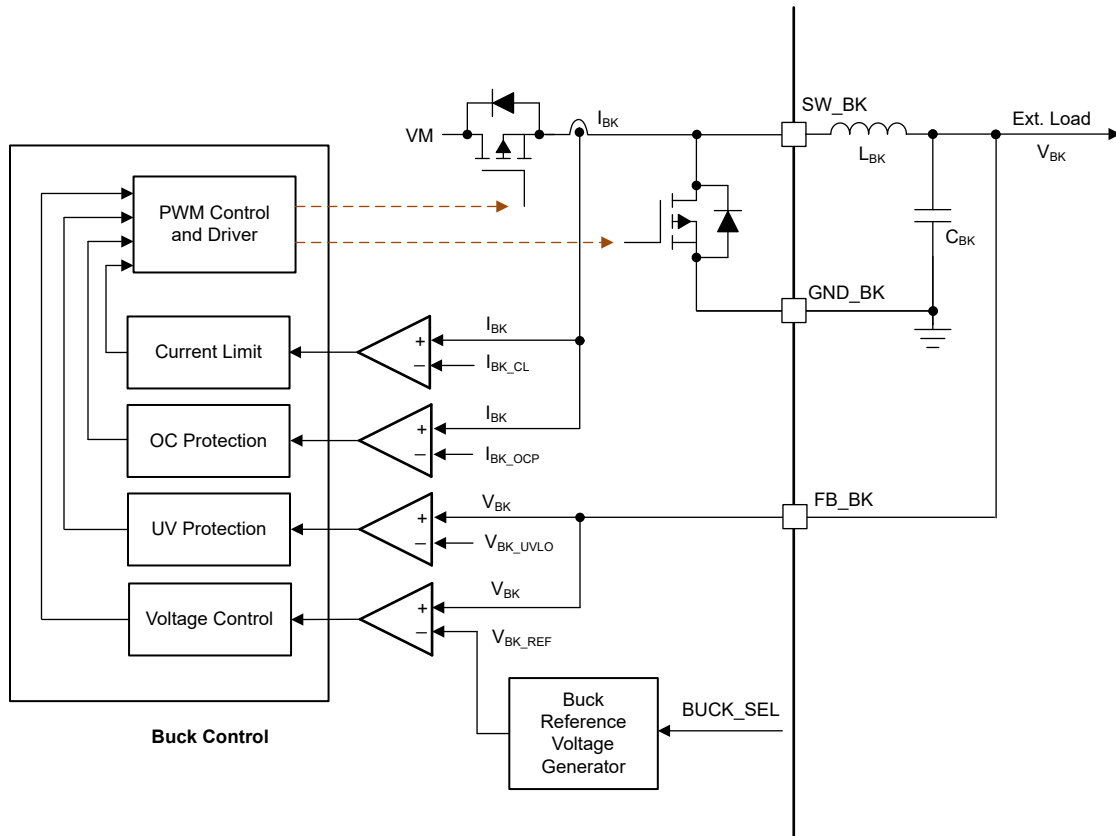 SW_BK
I_BK
VM
Ext. Load
L_BK
V_BK
PWM Control
and Driver
C_BK
GND_BK
I_BK
+
Current Limit
−
I_BK_CL
I_BK
+
OC Protection
−
I_BK_OCP
V_BK
FB_BK
+
UV Protection
−
V_BK_UVLO
V_BK
+
Voltage Control
−
V_BK_REF
Buck
Reference
Voltage
Generator
BUCK_SEL
Buck Control